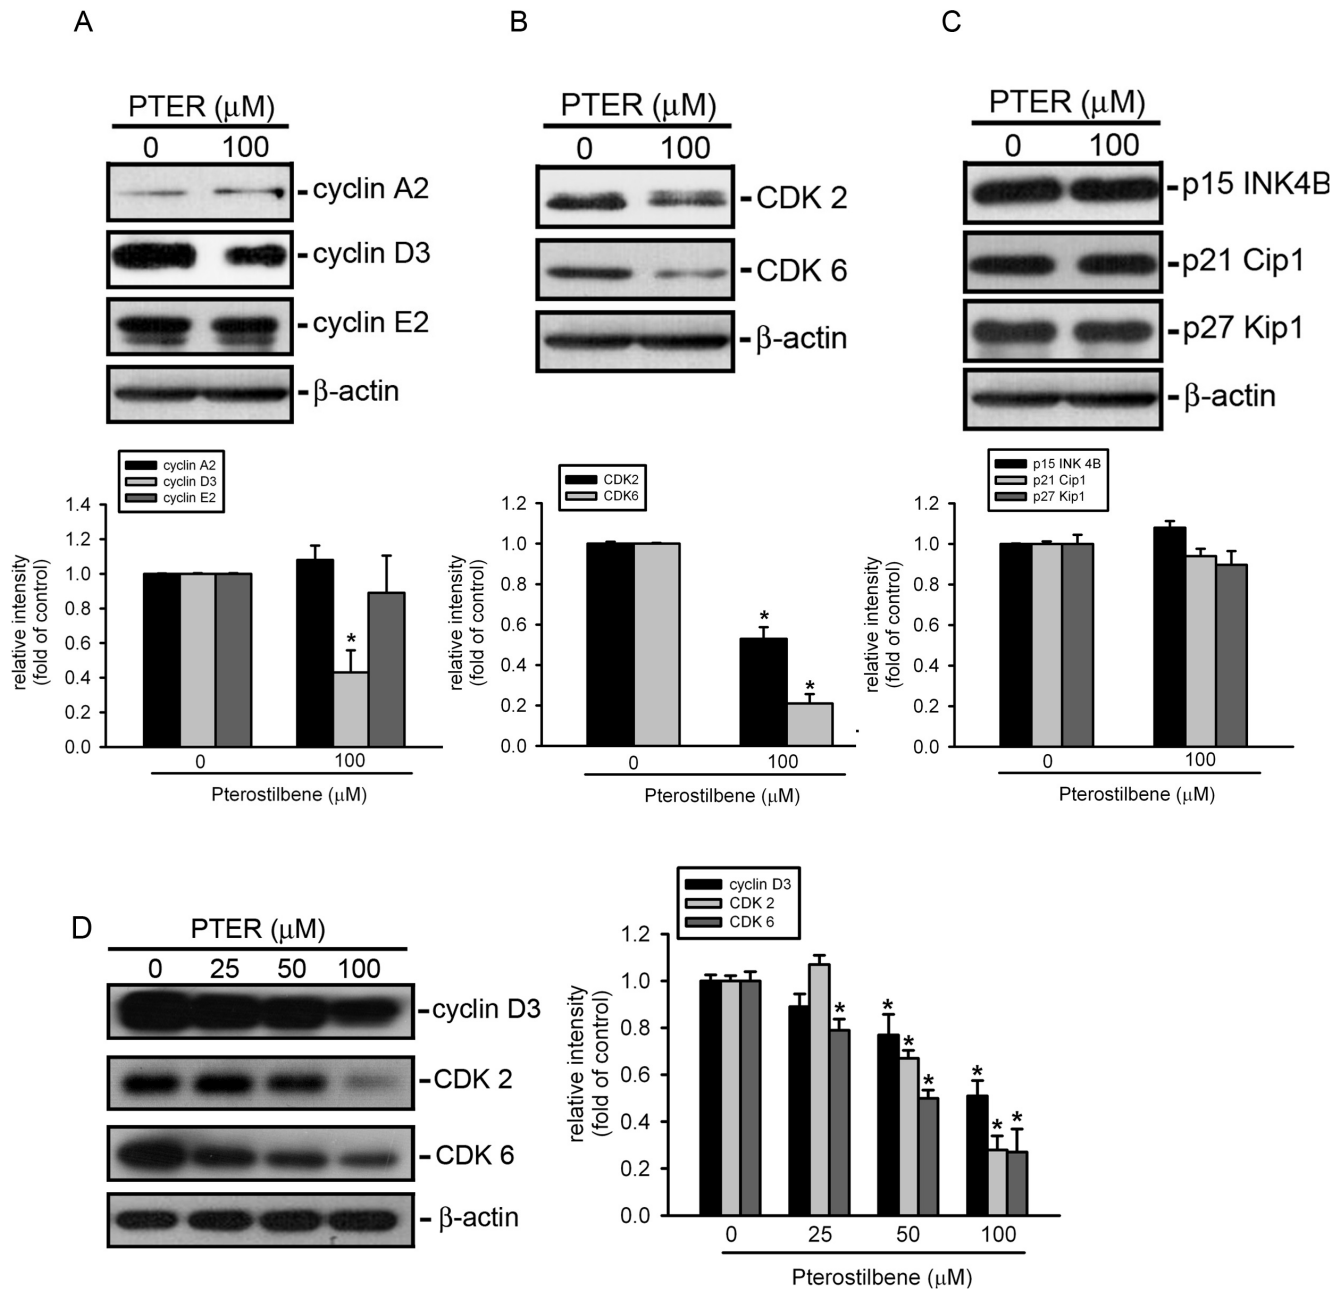 A
B
C
PTER (μM)
0 100
cyclin A2
cyclin D3
cyclin E2
β-actin
PTER (μM)
0 100
CDK 2
CDK 6
β-actin
PTER (μM)
0 100
p15 INK4B
p21 Cip1
p27 Kip1
β-actin
cyclin A2
cyclin D3
cyclin E2
relative intensity
(fold of control)
1.4
1.2
1.0
0.8
0.6
0.4
0.2
0.0
*
0 100
Pterostilbene (μM)
CDK2
CDK6
relative intensity
(fold of control)
1.2
1.0
0.8
0.6
0.4
0.2
0.0
* *
0 100
Pterostilbene (μM)
p15 INK 4B
p21 Cip1
p27 Kip1
relative intensity
(fold of control)
1.2
1.0
0.8
0.6
0.4
0.2
0.0
0 100
Pterostilbene (μM)
D
PTER (μM)
0 25 50 100
cyclin D3
CDK 2
CDK 6
β-actin
cyclin D3
CDK 2
CDK 6
relative intensity
(fold of control)
1.2
1.0
0.8
0.6
0.4
0.2
0.0
* * * * * * *
0 25 50 100
Pterostilbene (μM)